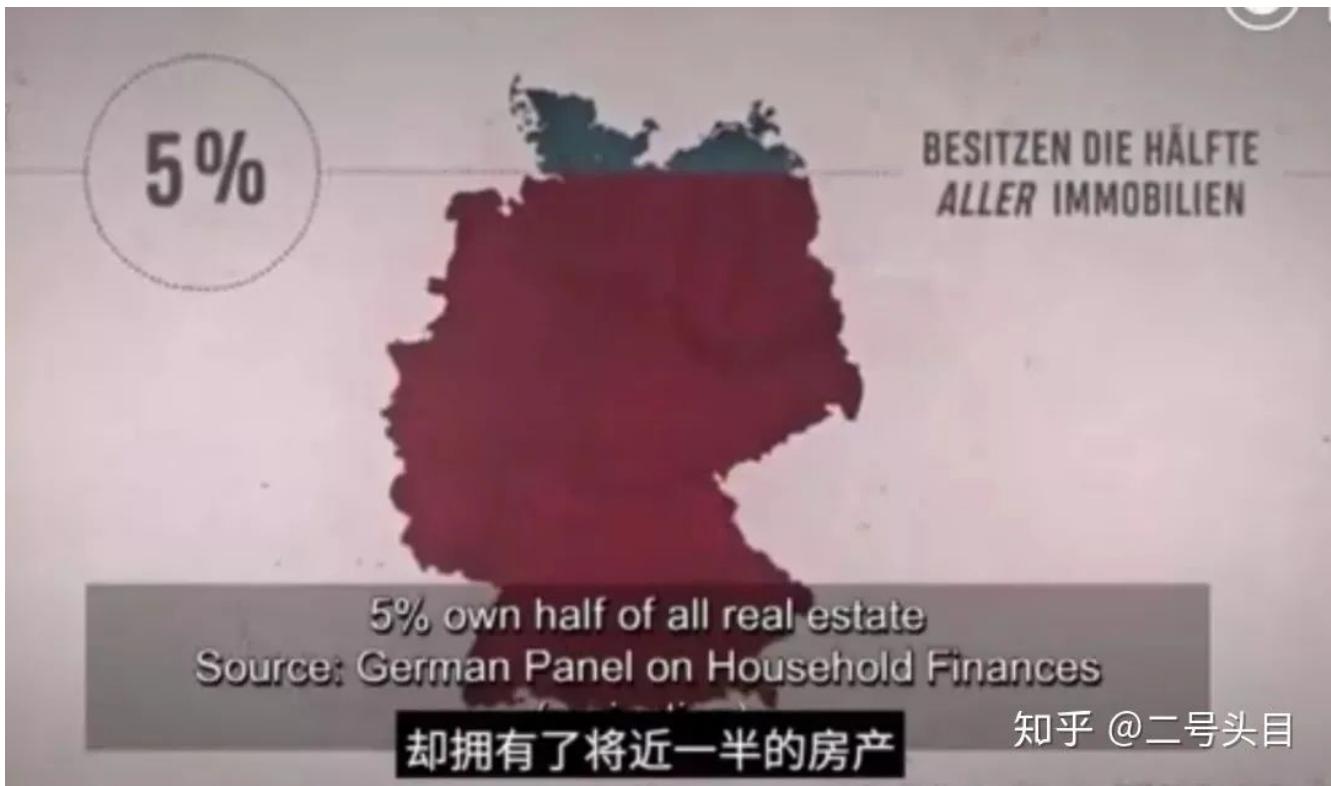 5%
BESITZEN DIE HÄLFTE
ALLER IMMOBILIEN
5% own half of all real estate
Source: German Panel on Household Finances
却拥有了将近一半的房产
知乎 @二号头目